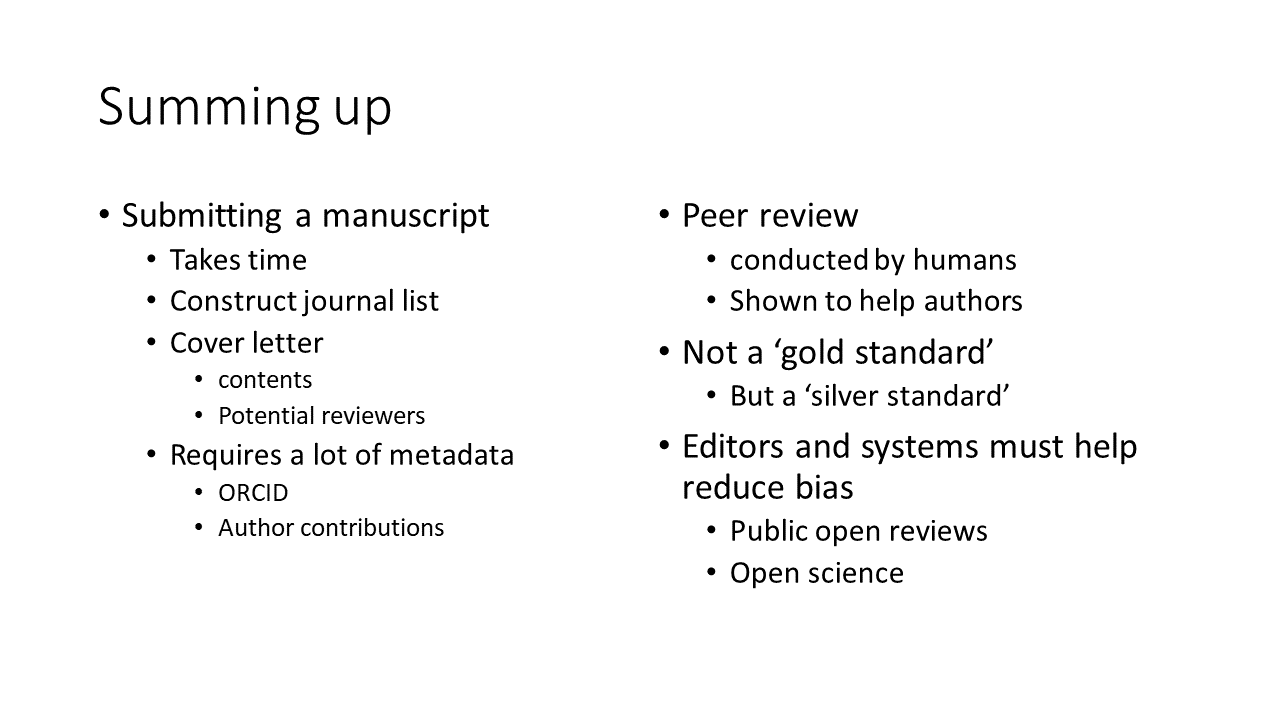 Summing up
• Submitting a manuscript
• Takes time
• Construct journal list
• Cover letter
• contents
• Potential reviewers
• Requires a lot of metadata
• ORCID
• Author contributions
• Peer review
• conducted by humans
• Shown to help authors
• Not a ‘gold standard’
• But a ‘silver standard’
• Editors and systems must help
reduce bias
• Public open reviews
• Open science